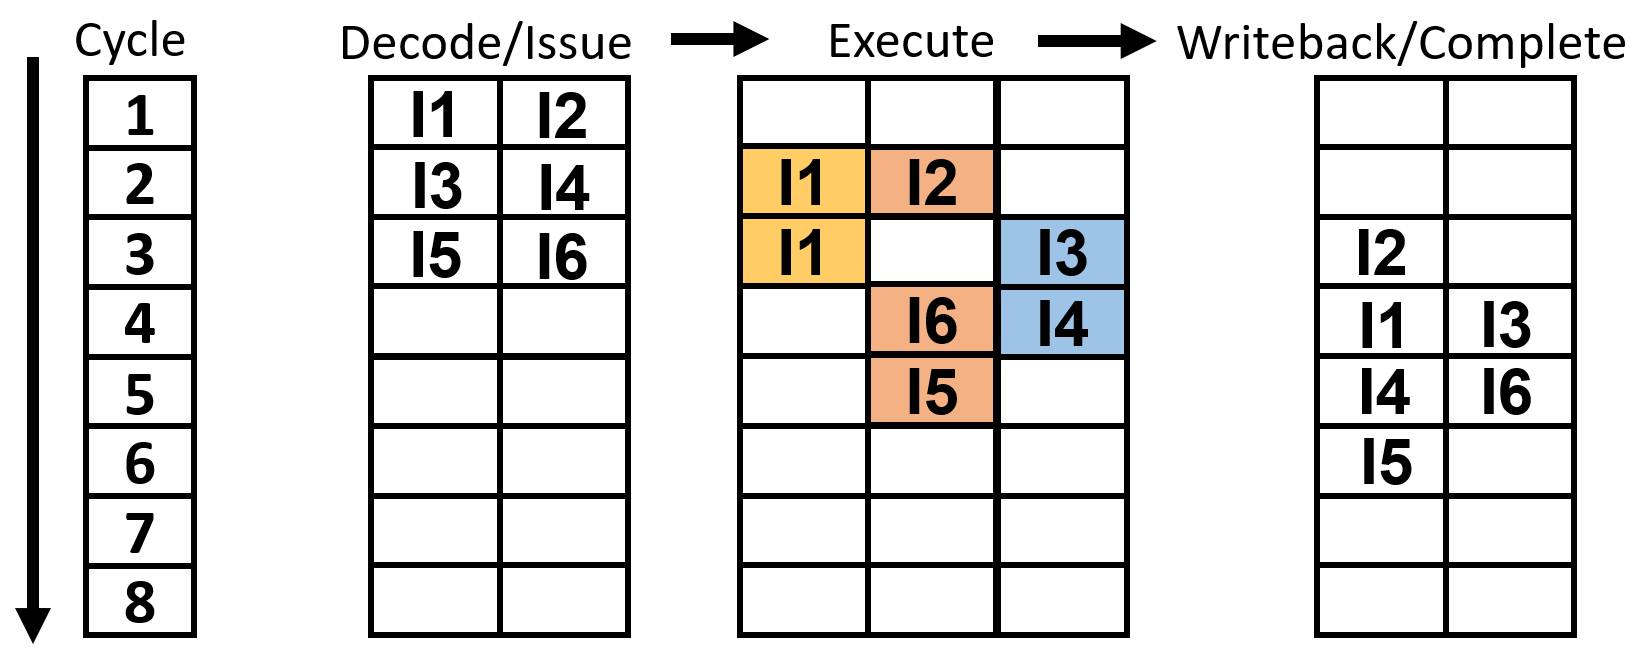 Cycle Decode/Issue Execute Writeback/Complete
1 I1 I2
2 I3 I4 I1 I2
3 I5 I6 I1 I3 I2
4 I6 I4 I1 I3
5 I5 I4 I6
6 I5
7
8